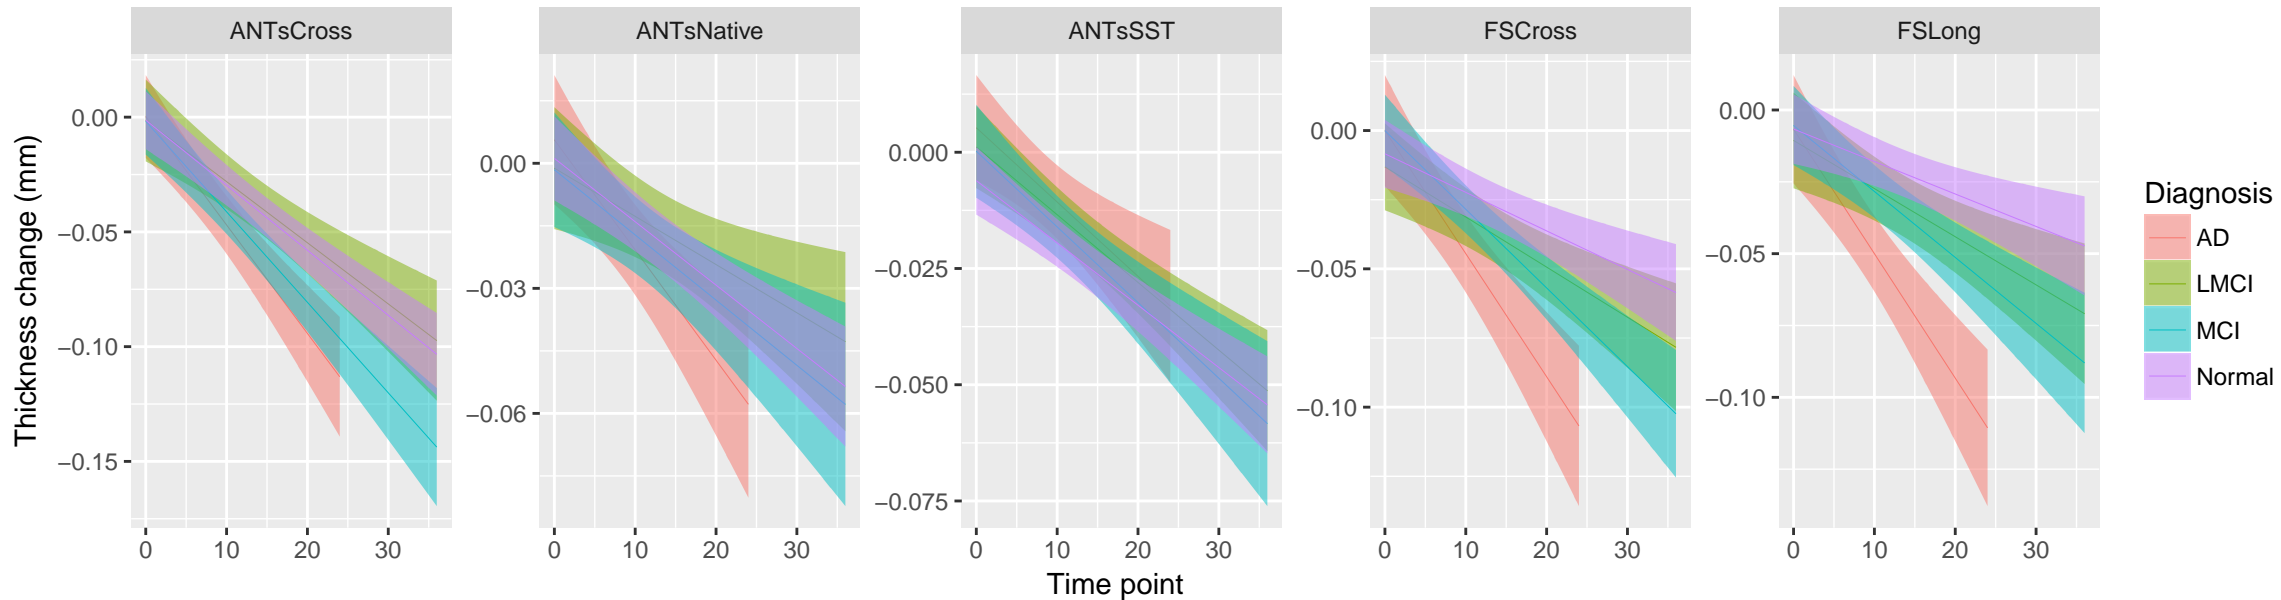 ANTsCross ANTsNative ANTsSST FSCross FSLong
Thickness change (mm)
0.00
−0.05
−0.10
−0.15
0 10 20 30
0.00
−0.03
−0.06
0 10 20 30
0.000
−0.025
−0.050
−0.075
0 10 20 30
0.00
−0.05
−0.10
0 10 20 30
0.00
−0.05
−0.10
0 10 20 30
Time point
Diagnosis
AD
LMCI
MCI
Normal